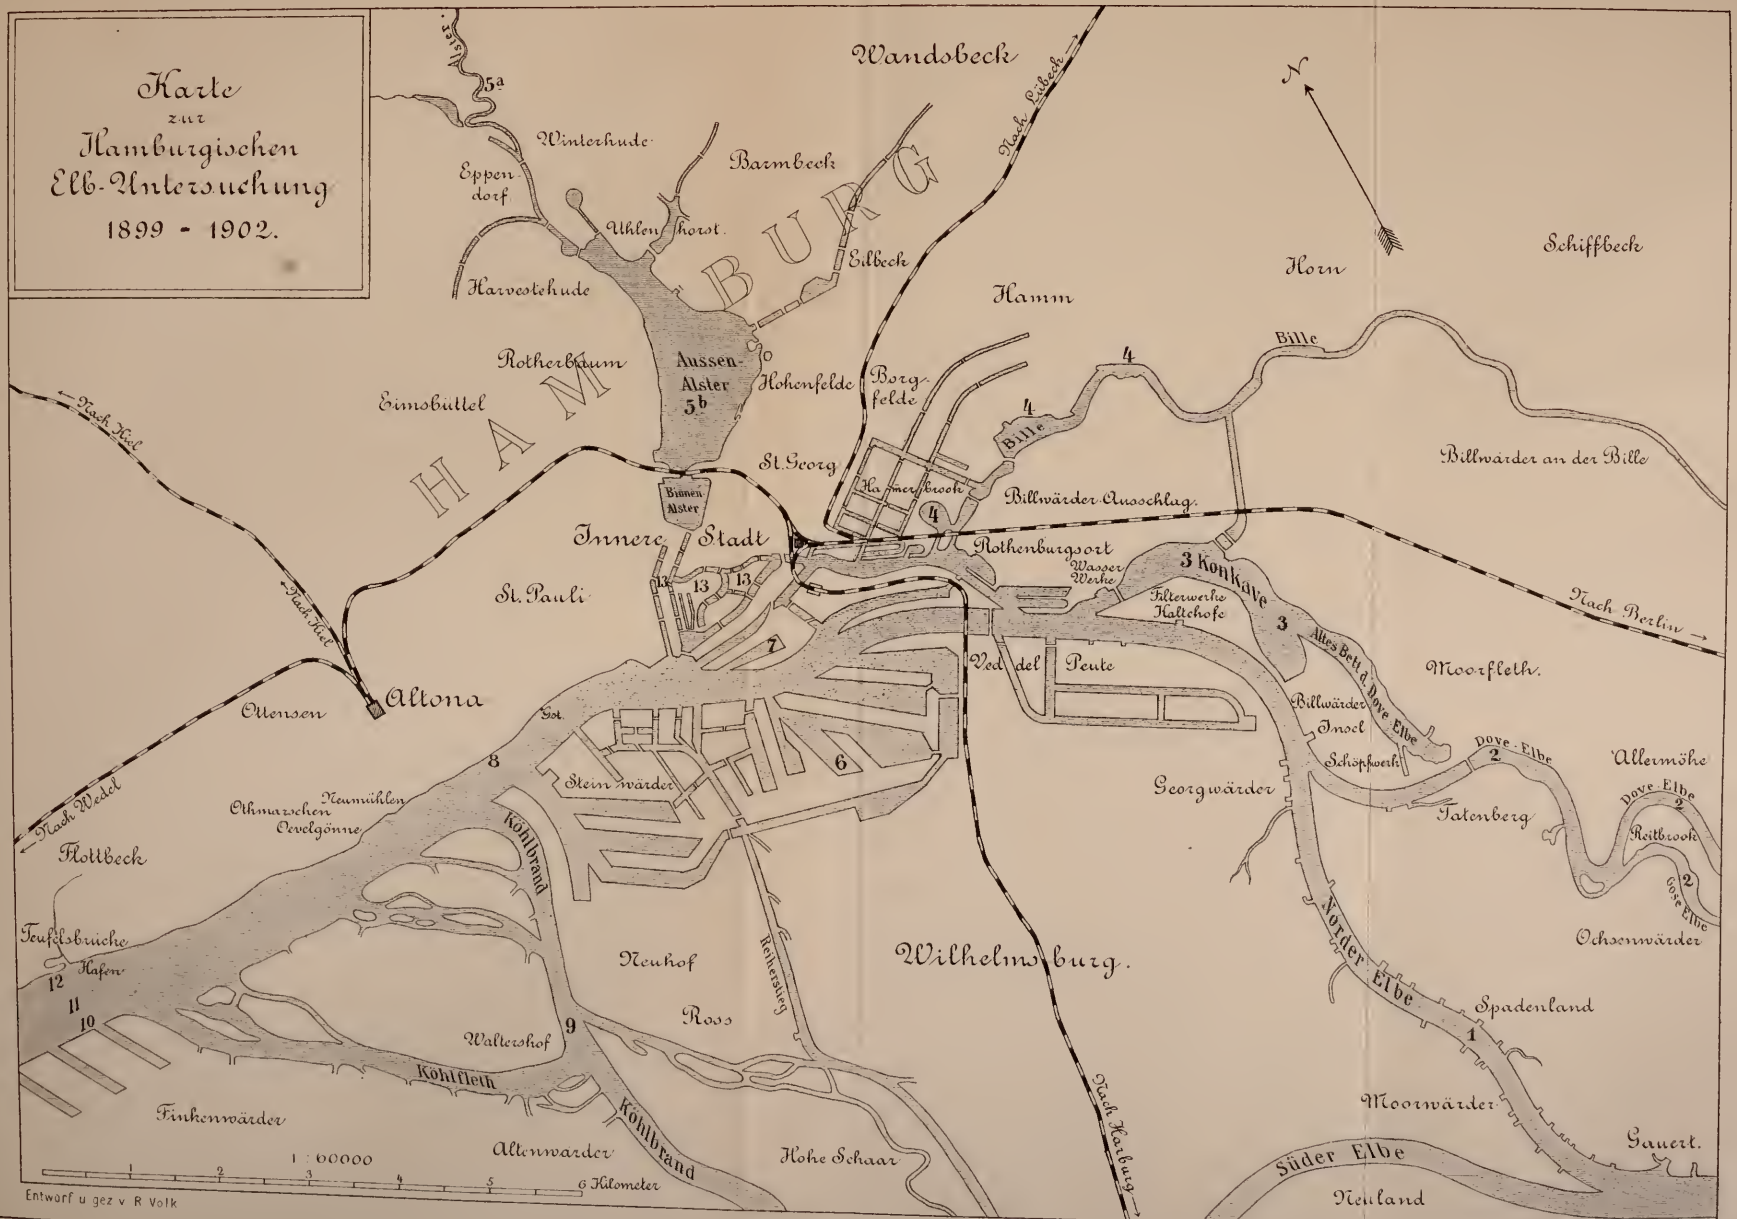 Karte
zur
Hamburgischen
Elb-Untersuchung
1899 - 1902.
Alster.
5a
Wandsbeck
Nach Lübeck
N
Winterhude
Barmbeck
Eppen-
dorf
Uhlen horst.
HAMBURG
Harvestehude
Eilbeck
Hamm
Horn
Schiffbeck
Bille
Rotherbaum
Aussen-
Alster
5b
Hohenfelde
Borg-
felde
4
4
Bille
Eimsbüttel
Nach Kiel
St. Georg
Hammerbrook
Billwärder Ausschlag.
Billwärder an der Bille
Binnen
Alster
4
Innere Stadt
Rothenburgsort
Wasser
Werke
3 Konkave
Nach Kiel
St. Pauli
13
13
13
Filterwerke
Kaltehofe
3
Nach Berlin
7
Altes Bett d. Dove Elbe
Ved del
Peute
Moorfleth.
Altona
Ottensen
Got.
Billwärder
Insel
Schöpfwerk
Dove-Elbe
2
Allermöhe
8
6
Stein wärder
Georgwärder
Nach Wedel
Neumühlen
Othmarschen
Oevelgönne
Köhlbrand
Tatenberg
Dove-Elbe
2
Reitbrook
2
Gose Elbe
Flottbeck
Teufelsbrücke
Hafen
12
11
10
Neuhof
Reiherstieg
Wilhelmsburg.
Norder Elbe
Ochsenwärder
Spadenland
1
Waltershof
9
Ross
Köhlfleth
Finkenwärder
Köhlbrand
Altenwärder
Hohe Schaar
Nach Harburg
Moorwärder
Gauert.
Süder Elbe
Neuland
1 : 60000
1 2 3 4 5 6 Kilometer
Entworf u gez v R Volk